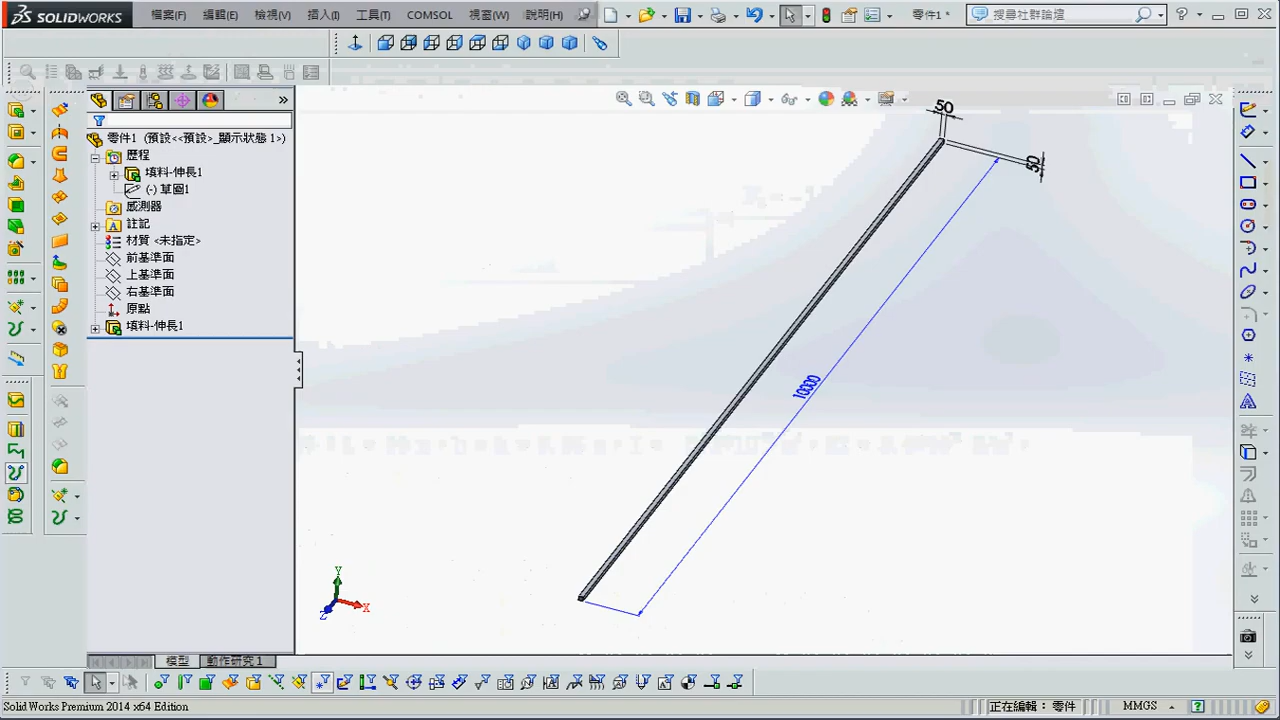 SOLIDWORKS
檔案(F) 編輯(E) 檢視(V) 插入(I) 工具(T) COMSOL 視窗(W) 說明(H)
零件1 *
搜尋社群論壇
零件1 (預設<<預設>_顯示狀態 1>)
歷程
填料-伸長1
(-) 草圖1
感測器
註記
材質 <未指定>
前基準面
上基準面
右基準面
原點
填料-伸長1
50
50
10000
Y
X
Z
模型 動作研究 1
SolidWorks Premium 2014 x64 Edition
正在編輯: 零件
MMGS